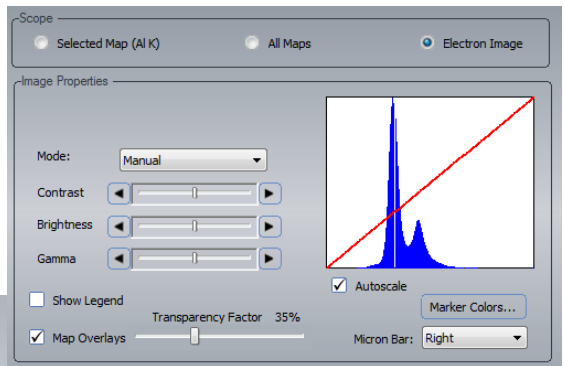 Scope
Selected Map (Al K)
All Maps
Electron Image
Image Properties
Mode:
Manual
Contrast
Brightness
Gamma
Show Legend
Transparency Factor 35%
Map Overlays
Autoscale
Marker Colors...
Micron Bar:
Right